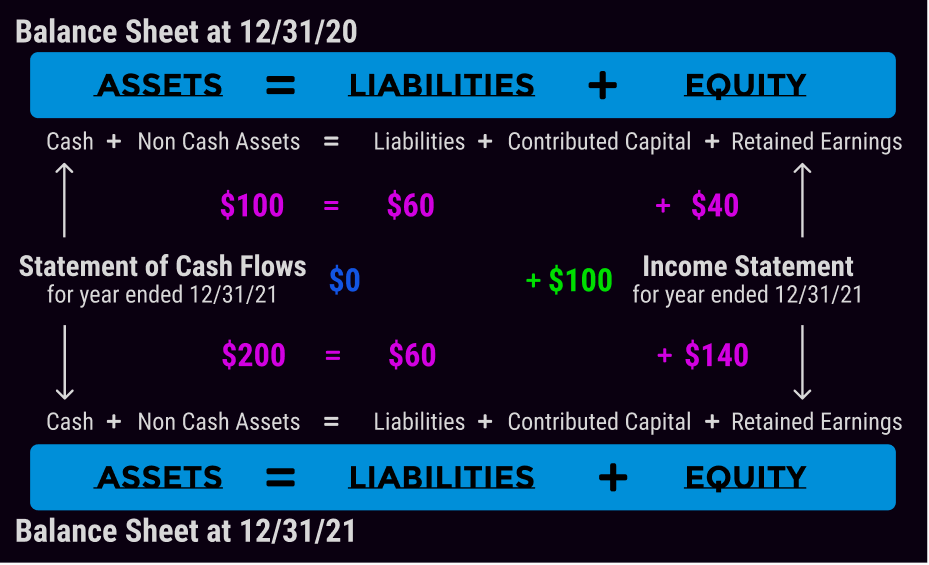 Balance Sheet at 12/31/20
ASSETS = LIABILITIES + EQUITY
Cash + Non Cash Assets = Liabilities + Contributed Capital + Retained Earnings
$100 = $60 + $40
Statement of Cash Flows $0 + $100 Income Statement
for year ended 12/31/21 for year ended 12/31/21
$200 = $60 + $140
Cash + Non Cash Assets = Liabilities + Contributed Capital + Retained Earnings
ASSETS = LIABILITIES + EQUITY
Balance Sheet at 12/31/21